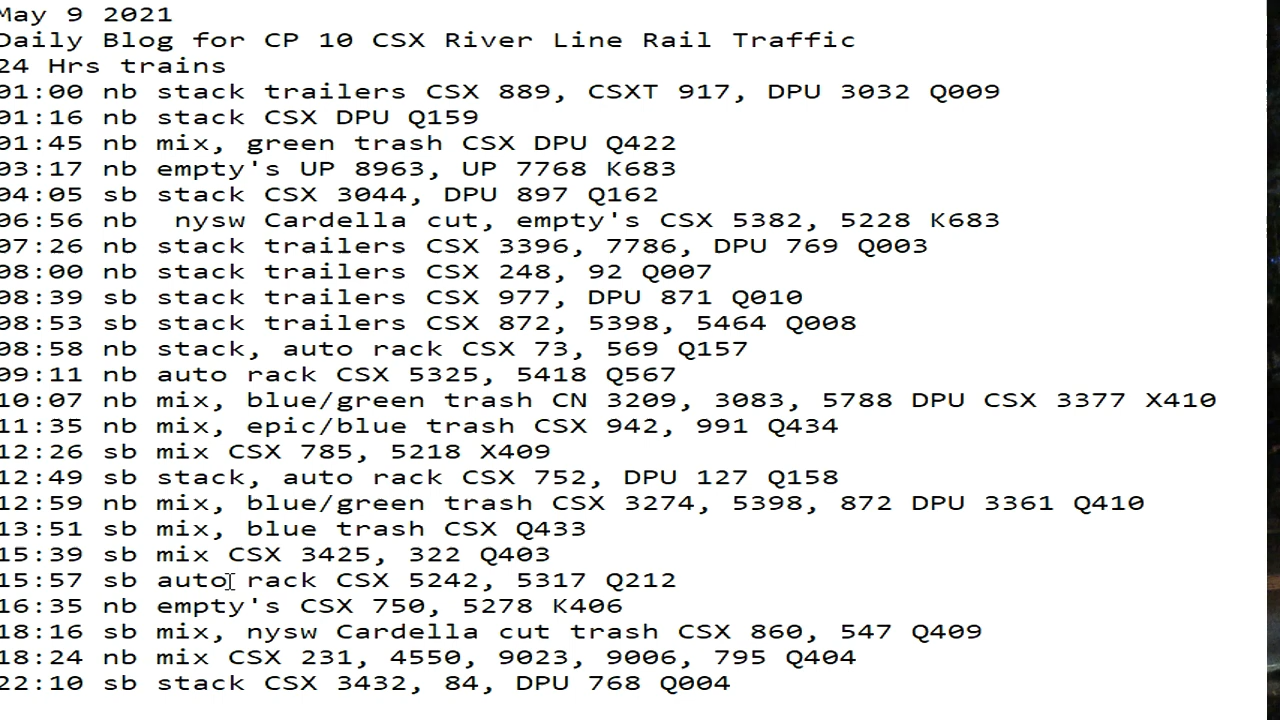 May 9 2021
Daily Blog for CP 10 CSX River Line Rail Traffic
24 Hrs trains
01:00 nb stack trailers CSX 889, CSXT 917, DPU 3032 Q009
01:16 nb stack CSX DPU Q159
01:45 nb mix, green trash CSX DPU Q422
03:17 nb empty's UP 8963, UP 7768 K683
04:05 sb stack CSX 3044, DPU 897 Q162
06:56 nb  nysw Cardella cut, empty's CSX 5382, 5228 K683
07:26 nb stack trailers CSX 3396, 7786, DPU 769 Q003
08:00 nb stack trailers CSX 248, 92 Q007
08:39 sb stack trailers CSX 977, DPU 871 Q010
08:53 sb stack trailers CSX 872, 5398, 5464 Q008
08:58 nb stack, auto rack CSX 73, 569 Q157
09:11 nb auto rack CSX 5325, 5418 Q567
10:07 nb mix, blue/green trash CN 3209, 3083, 5788 DPU CSX 3377 X410
11:35 nb mix, epic/blue trash CSX 942, 991 Q434
12:26 sb mix CSX 785, 5218 X409
12:49 sb stack, auto rack CSX 752, DPU 127 Q158
12:59 nb mix, blue/green trash CSX 3274, 5398, 872 DPU 3361 Q410
13:51 sb mix, blue trash CSX Q433
15:39 sb mix CSX 3425, 322 Q403
15:57 sb auto rack CSX 5242, 5317 Q212
16:35 nb empty's CSX 750, 5278 K406
18:16 sb mix, nysw Cardella cut trash CSX 860, 547 Q409
18:24 nb mix CSX 231, 4550, 9023, 9006, 795 Q404
22:10 sb stack CSX 3432, 84, DPU 768 Q004